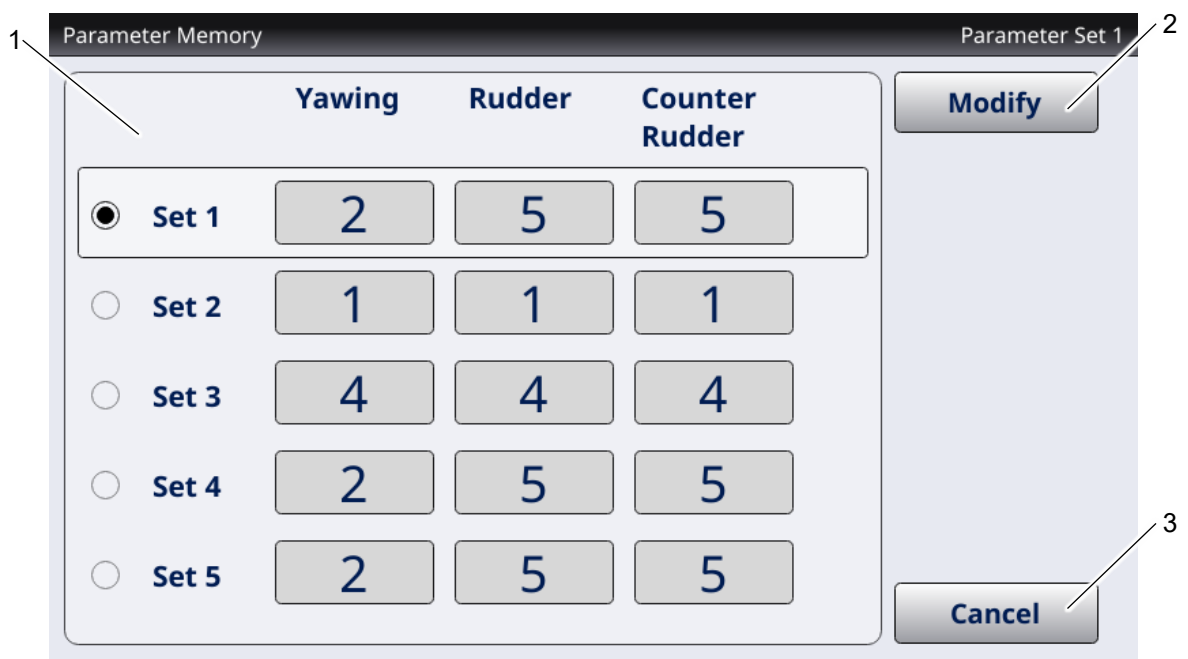 Parameter Memory Parameter Set 1
1
2
Yawing Rudder Counter Rudder
Modify
Set 1 2 5 5
Set 2 1 1 1
Set 3 4 4 4
Set 4 2 5 5
3
Set 5 2 5 5
Cancel